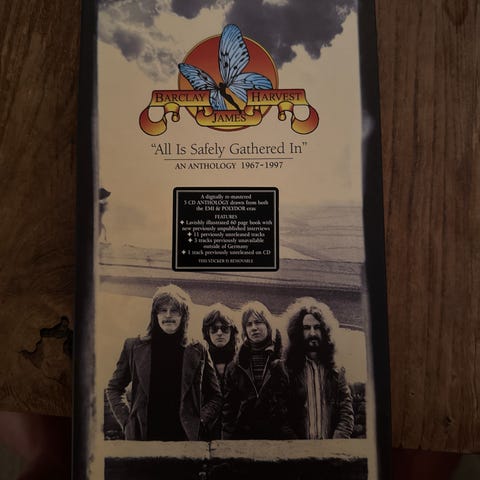 BARCLAY
JAMES
HARVEST
"All Is Safely Gathered In"
AN ANTHOLOGY 1967-1997
A digitally re-mastered
5 CD ANTHOLOGY drawn from both
the EMI & POLYDOR eras
FEATURES
✦ Lavishly illustrated 60 page book with
new previously unpublished interviews
✦ 11 previously unreleased tracks
✦ 5 tracks previously unavailable
outside of Germany
✦ 1 track previously unreleased on CD
THIS STICKER IS REMOVABLE